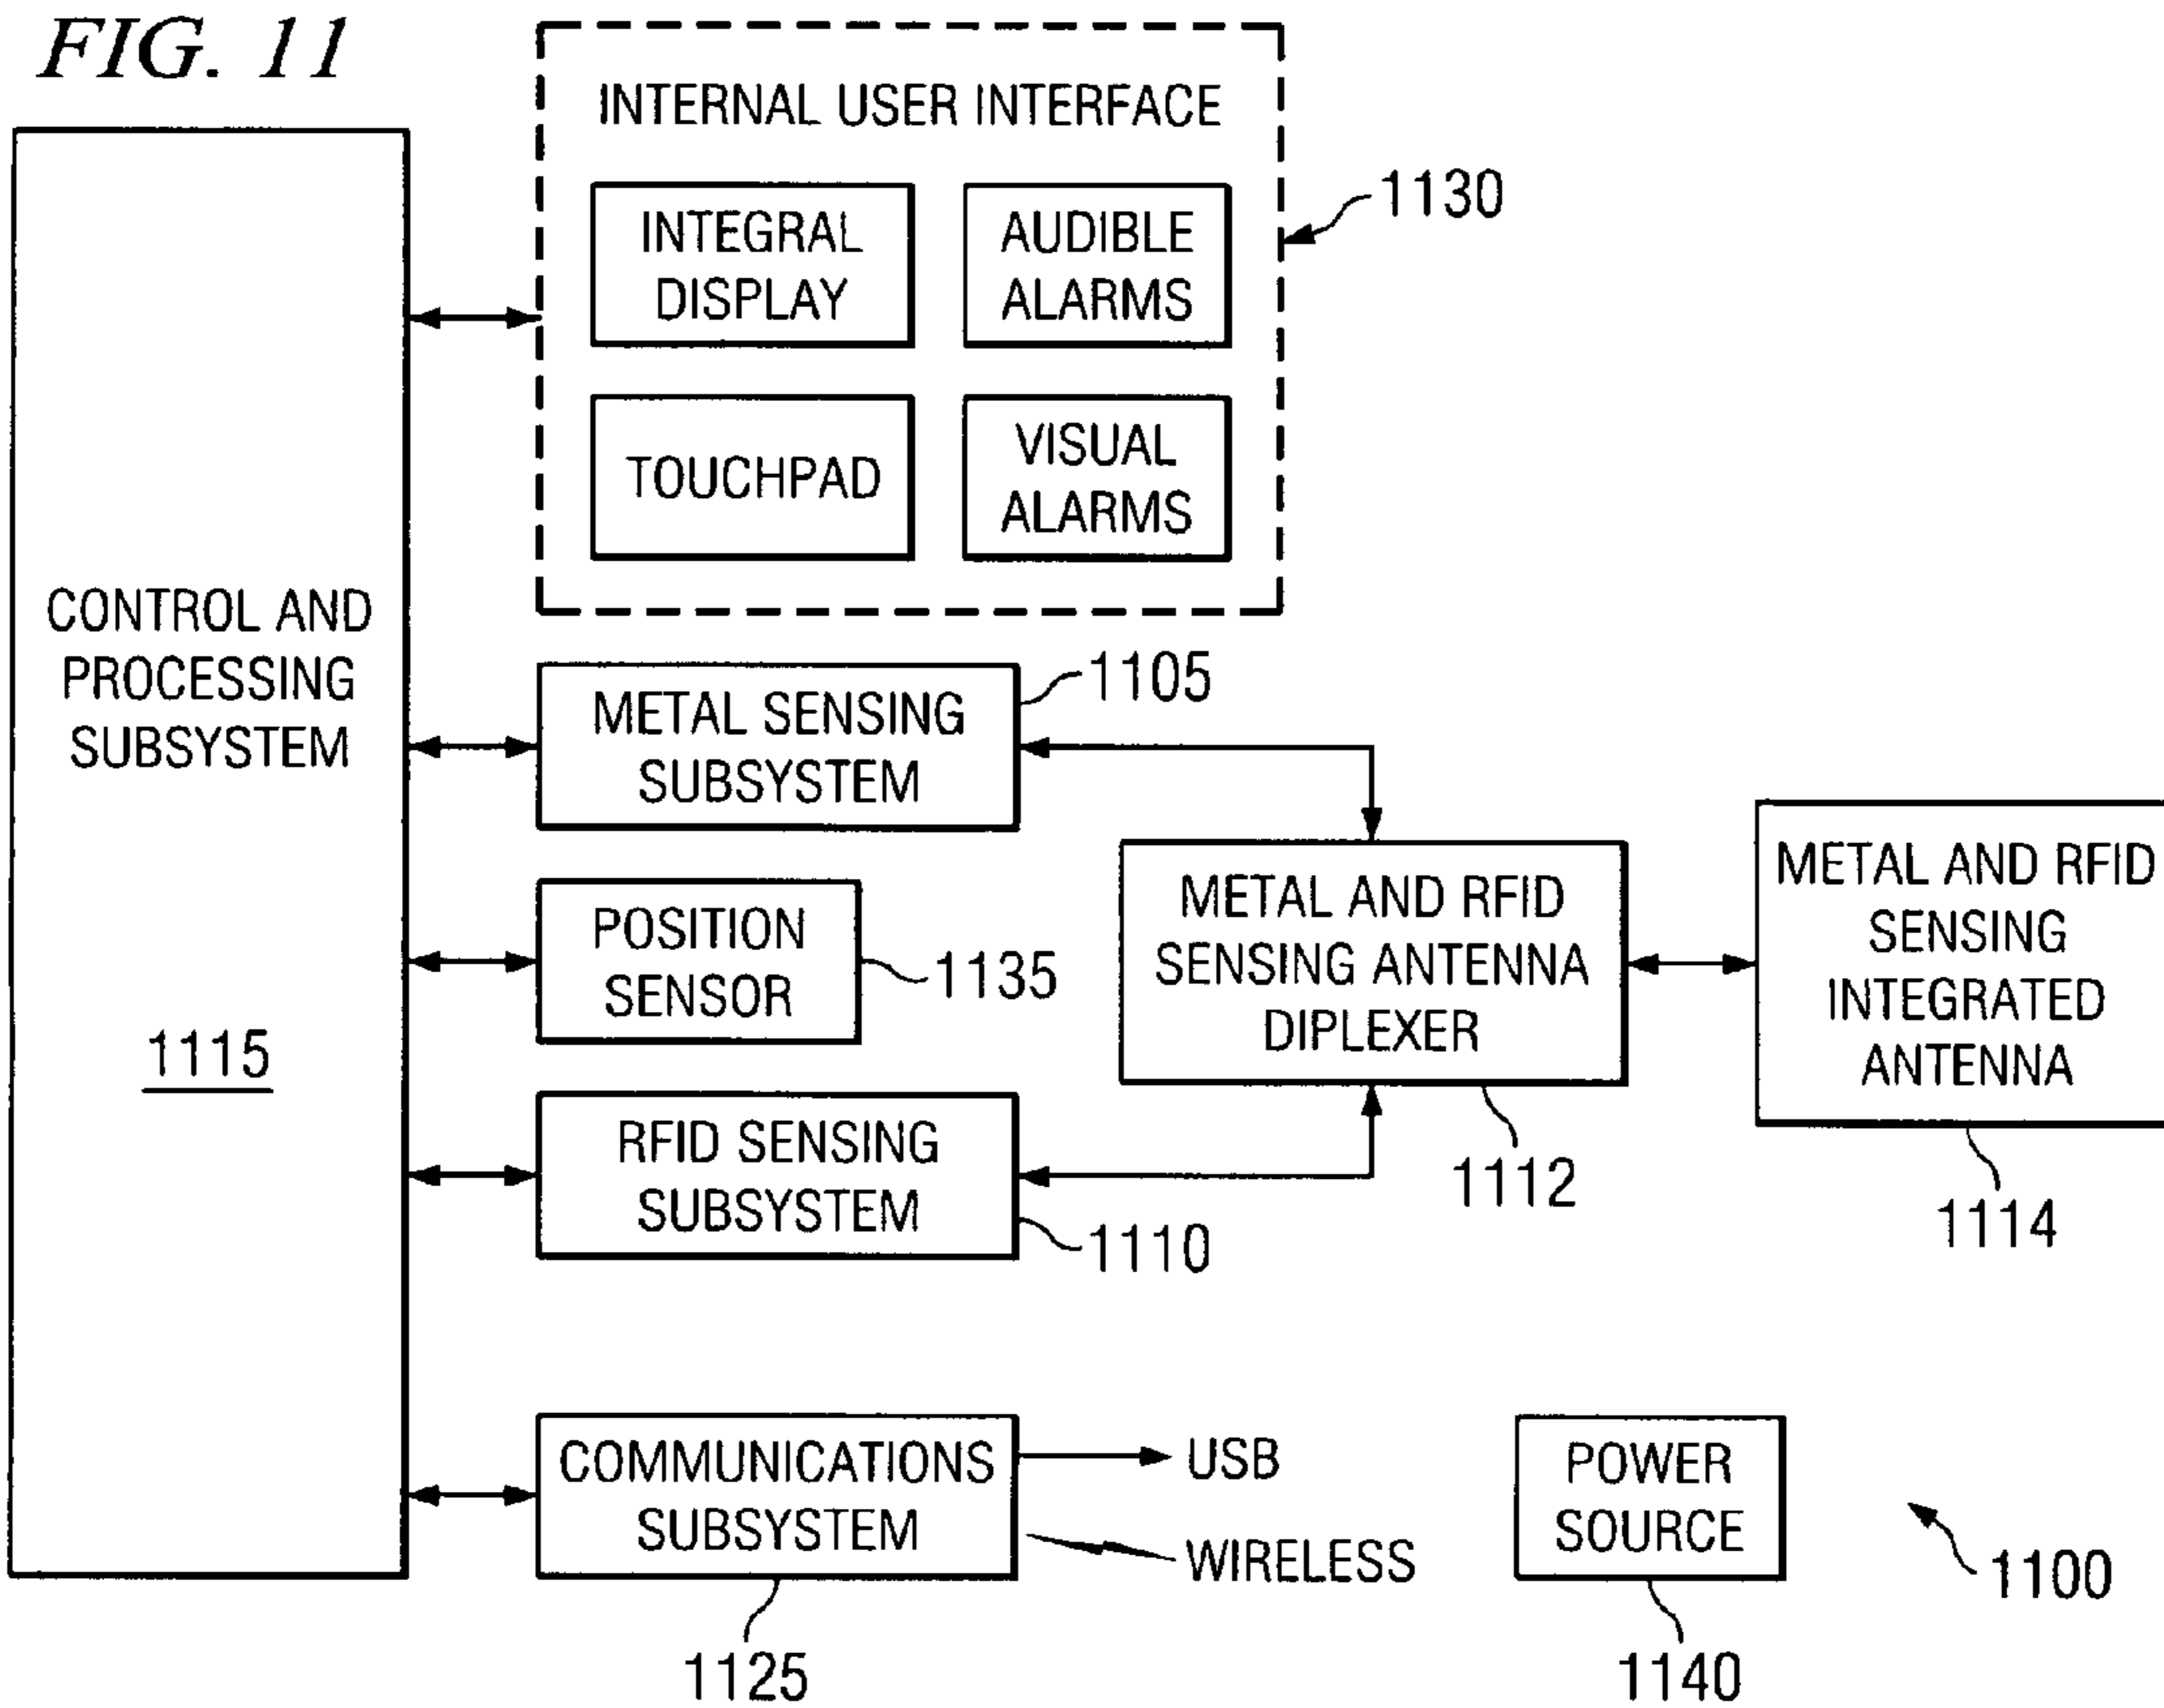 FIG. 11
INTERNAL USER INTERFACE
INTEGRAL
DISPLAY
AUDIBLE
ALARMS
1130
TOUCHPAD
VISUAL
ALARMS
CONTROL AND
PROCESSING
SUBSYSTEM
1115
METAL SENSING
SUBSYSTEM
1105
POSITION
SENSOR
1135
RFID SENSING
SUBSYSTEM
1110
METAL AND RFID
SENSING ANTENNA
DIPLEXER
1112
METAL AND RFID
SENSING
INTEGRATED
ANTENNA
1114
COMMUNICATIONS
SUBSYSTEM
1125
USB
WIRELESS
POWER
SOURCE
1140
1100